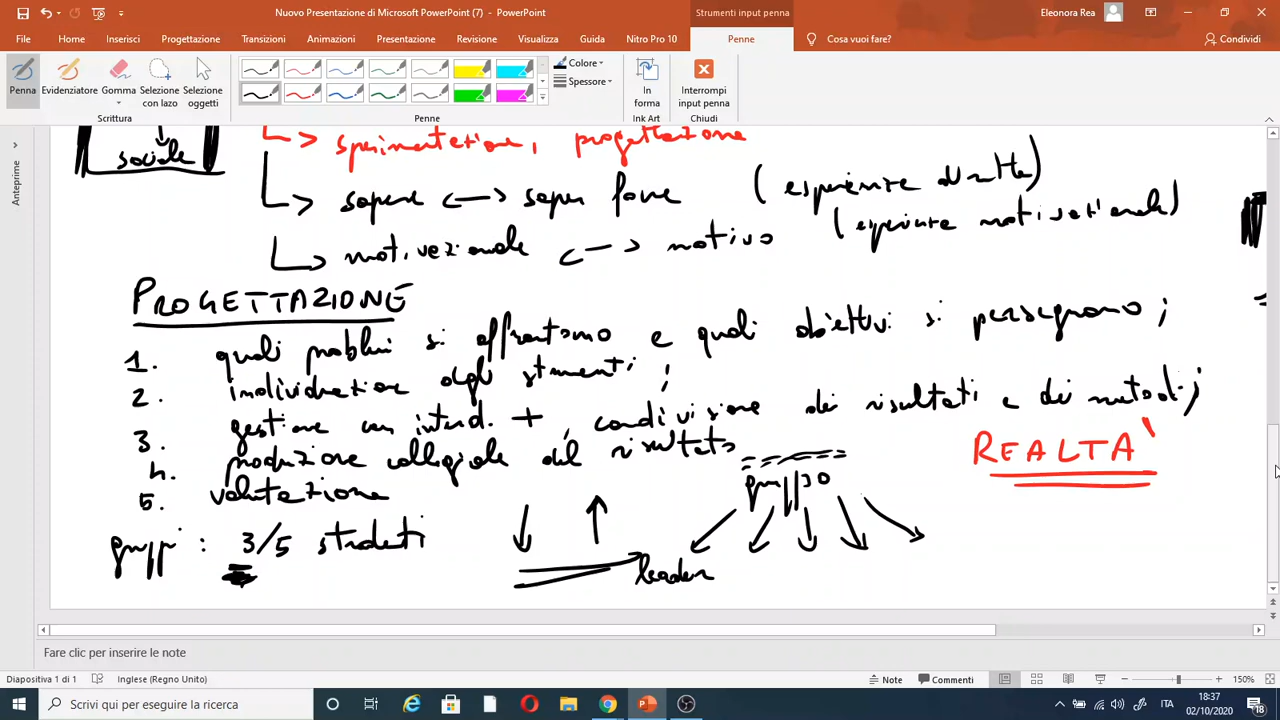 Nuovo Presentazione di Microsoft PowerPoint (7) - PowerPoint
Strumenti input penna
Eleonora Rea
File Home Inserisci Progettazione Transizioni Animazioni Presentazione Revisione Visualizza Guida Nitro Pro 10 Penne Cosa vuoi fare? Condividi
Penna Evidenziatore Gomma Selezione con lazo Selezione oggetti
Colore
Spessore
In forma
Interrompi input penna
Scrittura Penne Ink Art Chiudi
Anteprime
sociale
sperimentazione, progettazione
sapere <--> saper fare (esperienze dirette)
motivazionale <--> motivo (esperienze motivazionale)
PROGETTAZIONE
1. quali problemi si affrontano e quali obiettivi si perseguono;
2. individuazione degli strumenti;
3. gestione con interd. +, condivisione dei risultati e dei metodi;
4. produzione collegiale del risultato
REALTA'
5. valutazione
gruppo
gruppi: 3/5 studenti
leader
Fare clic per inserire le note
Diapositiva 1 di 1 Inglese (Regno Unito) Note Commenti 150%
Scrivi qui per eseguire la ricerca
ITA
18:37
02/10/2020
18